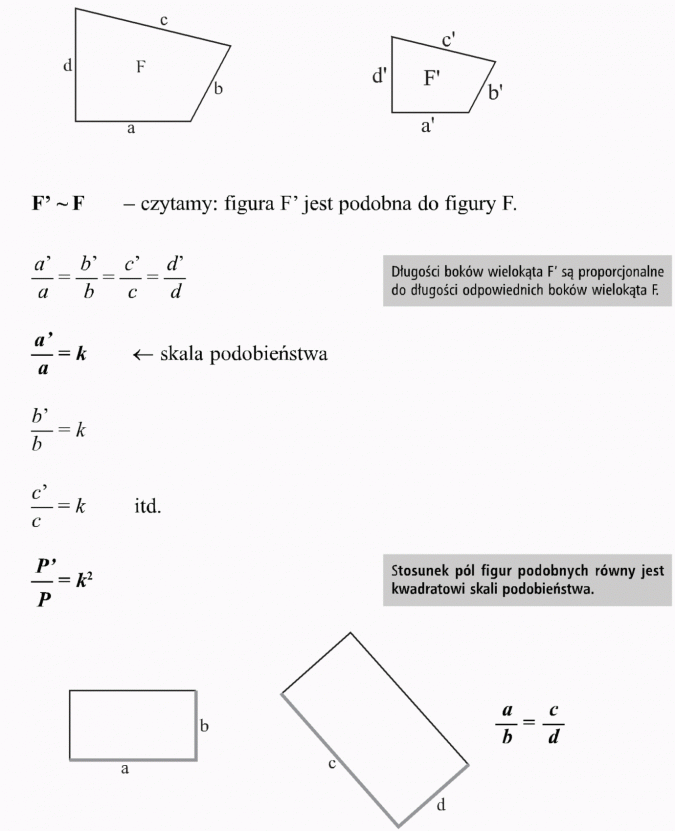 c
d
F
b
a
c'
d'
F'
b'
a'
F’ ~ F – czytamy: figura F’ jest podobna do figury F.
a’/a = b’/b = c’/c = d’/d
Długości boków wielokąta F’ są proporcjonalne
do długości odpowiednich boków wielokąta F.
a’/a = k ← skala podobieństwa
b’/b = k
c’/c = k itd.
P’/P = k²
Stosunek pól figur podobnych równy jest
kwadratowi skali podobieństwa.
b
a
c
d
a/b = c/d